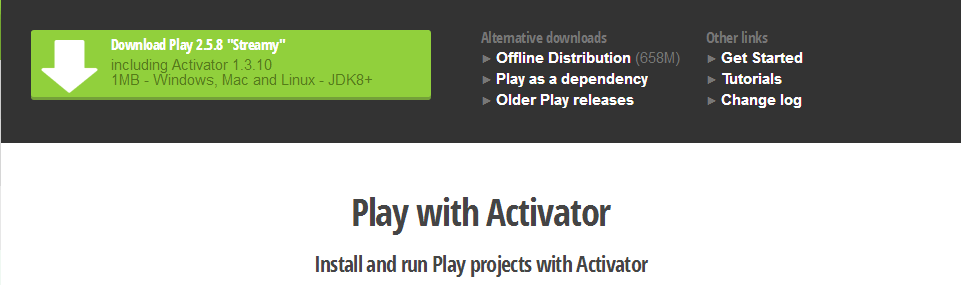 Download Play 2.5.8 "Streamy"
including Activator 1.3.10
1MB - Windows, Mac and Linux - JDK8+
Alternative downloads
► Offline Distribution (658M)
► Play as a dependency
► Older Play releases
Other links
► Get Started
► Tutorials
► Change log
Play with Activator
Install and run Play projects with Activator